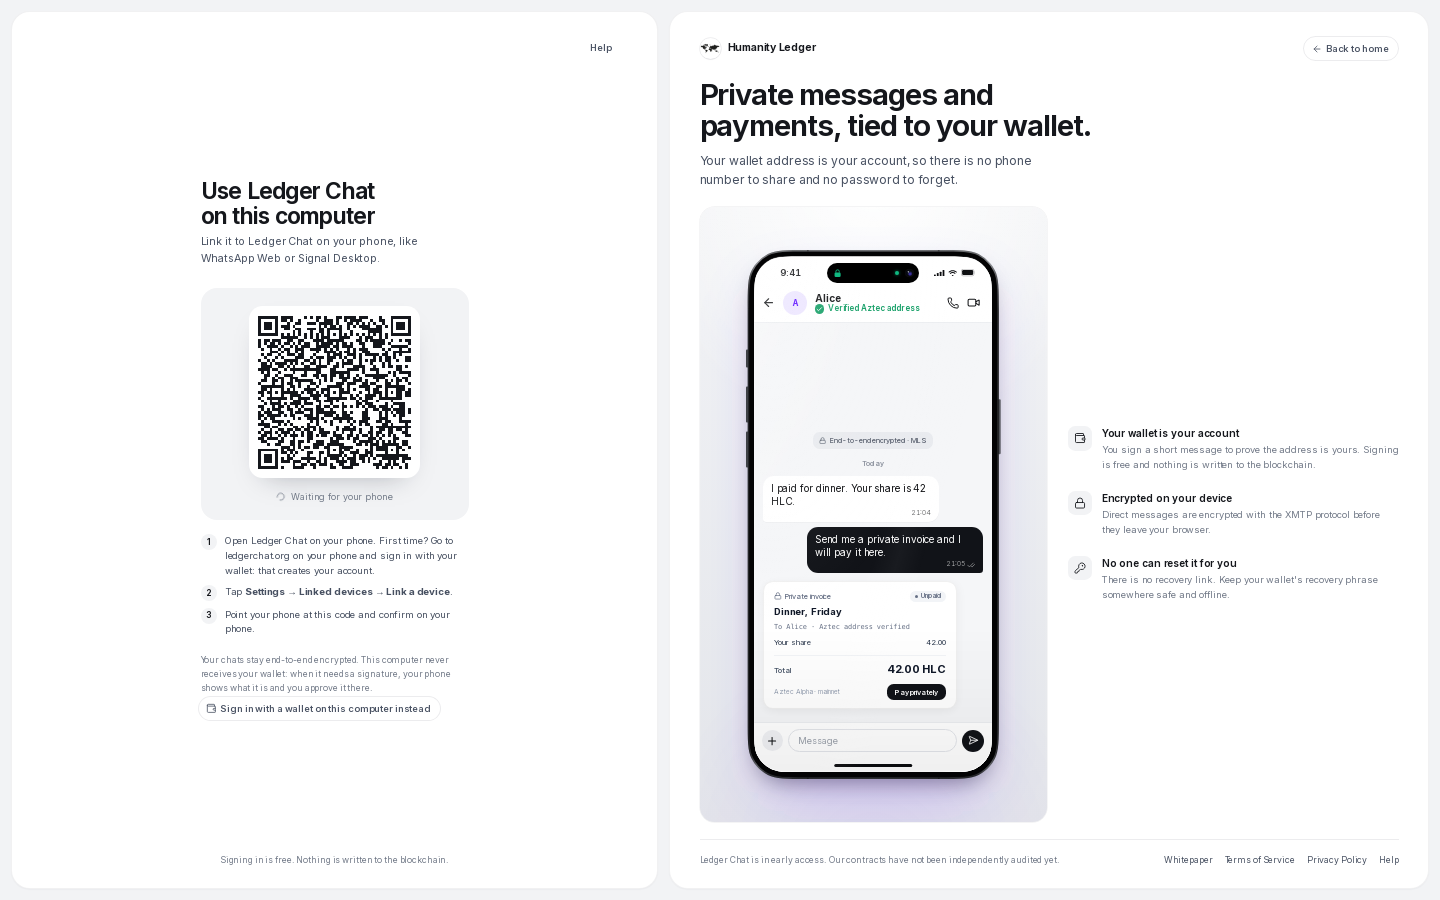 Help
Use Ledger Chat
on this computer
Link it to Ledger Chat on your phone, like
WhatsApp Web or Signal Desktop.
Waiting for your phone
1 Open Ledger Chat on your phone. First time? Go to
ledgerchat.org on your phone and sign in with your
wallet: that creates your account.
2 Tap Settings → Linked devices → Link a device.
3 Point your phone at this code and confirm on your
phone.
Your chats stay end-to-end encrypted. This computer never
receives your wallet: when it needs a signature, your phone
shows what it is and you approve it there.
Sign in with a wallet on this computer instead
Signing in is free. Nothing is written to the blockchain.
Humanity Ledger
← Back to home
Private messages and
payments, tied to your wallet.
Your wallet address is your account, so there is no phone
number to share and no password to forget.
9:41
A
Alice
Verified Aztec address
End-to-end encrypted · MLS
Today
I paid for dinner. Your share is 42
HLC.
21:04
Send me a private invoice and I
will pay it here.
21:05
Private invoice
Unpaid
Dinner, Friday
To Alice · Aztec address verified
Your share 42.00
Total 42.00 HLC
Aztec Alpha · mainnet
Pay privately
Message
Your wallet is your account
You sign a short message to prove the address is yours. Signing
is free and nothing is written to the blockchain.
Encrypted on your device
Direct messages are encrypted with the XMTP protocol before
they leave your browser.
No one can reset it for you
There is no recovery link. Keep your wallet's recovery phrase
somewhere safe and offline.
Ledger Chat is in early access. Our contracts have not been independently audited yet.
Whitepaper Terms of Service Privacy Policy Help